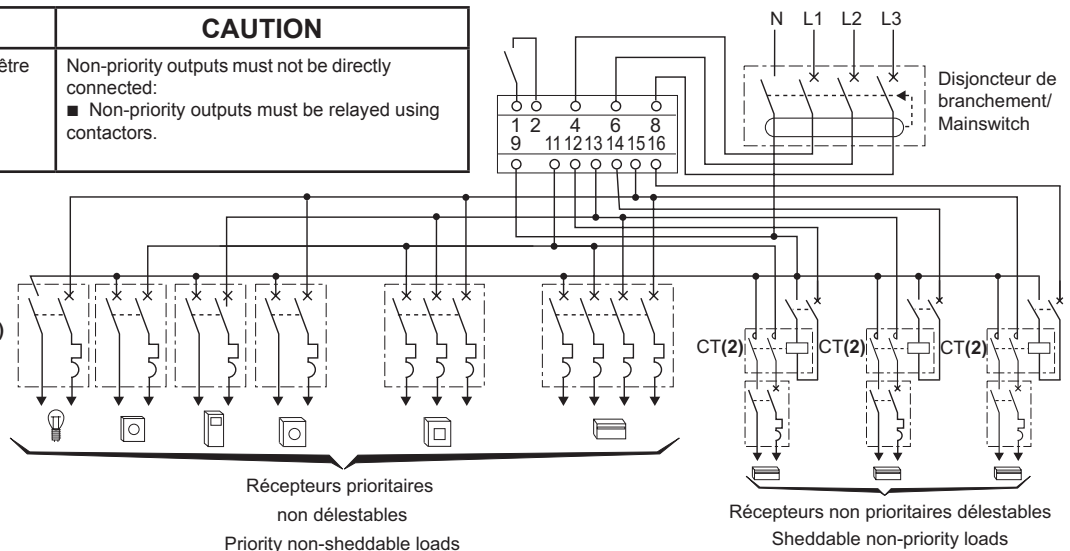 CAUTION
être
Non-priority outputs must not be directly
connected:
■ Non-priority outputs must be relayed using
contactors.
N L1 L2 L3
Disjoncteur de
branchement/
Mainswitch
1 2 4 6 8
9 11 12 13 14 15 16
)
CT(2) CT(2) CT(2)
Récepteurs prioritaires
non délestables
Priority non-sheddable loads
Récepteurs non prioritaires délestables
Sheddable non-priority loads